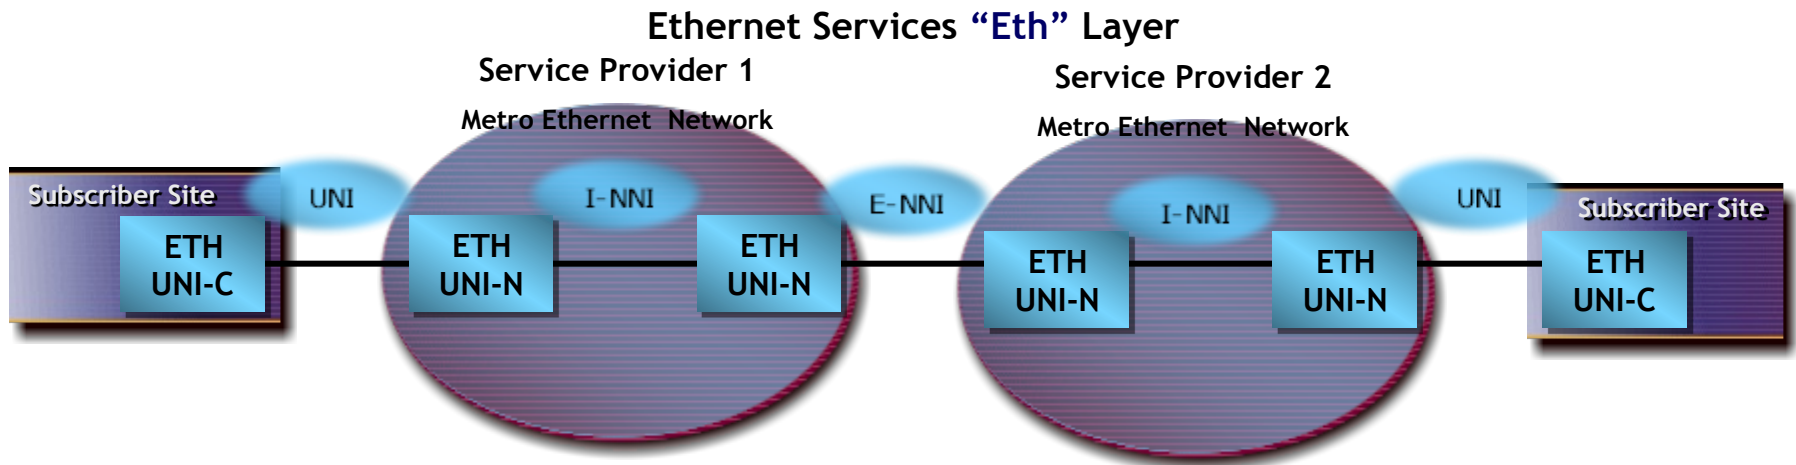 Ethernet Services “Eth” Layer
Service Provider 1
Service Provider 2
Metro Ethernet Network
Metro Ethernet Network
Subscriber Site
UNI
I-NNI
E-NNI
I-NNI
UNI
Subscriber Site
ETH
UNI-C
ETH
UNI-N
ETH
UNI-N
ETH
UNI-N
ETH
UNI-N
ETH
UNI-C